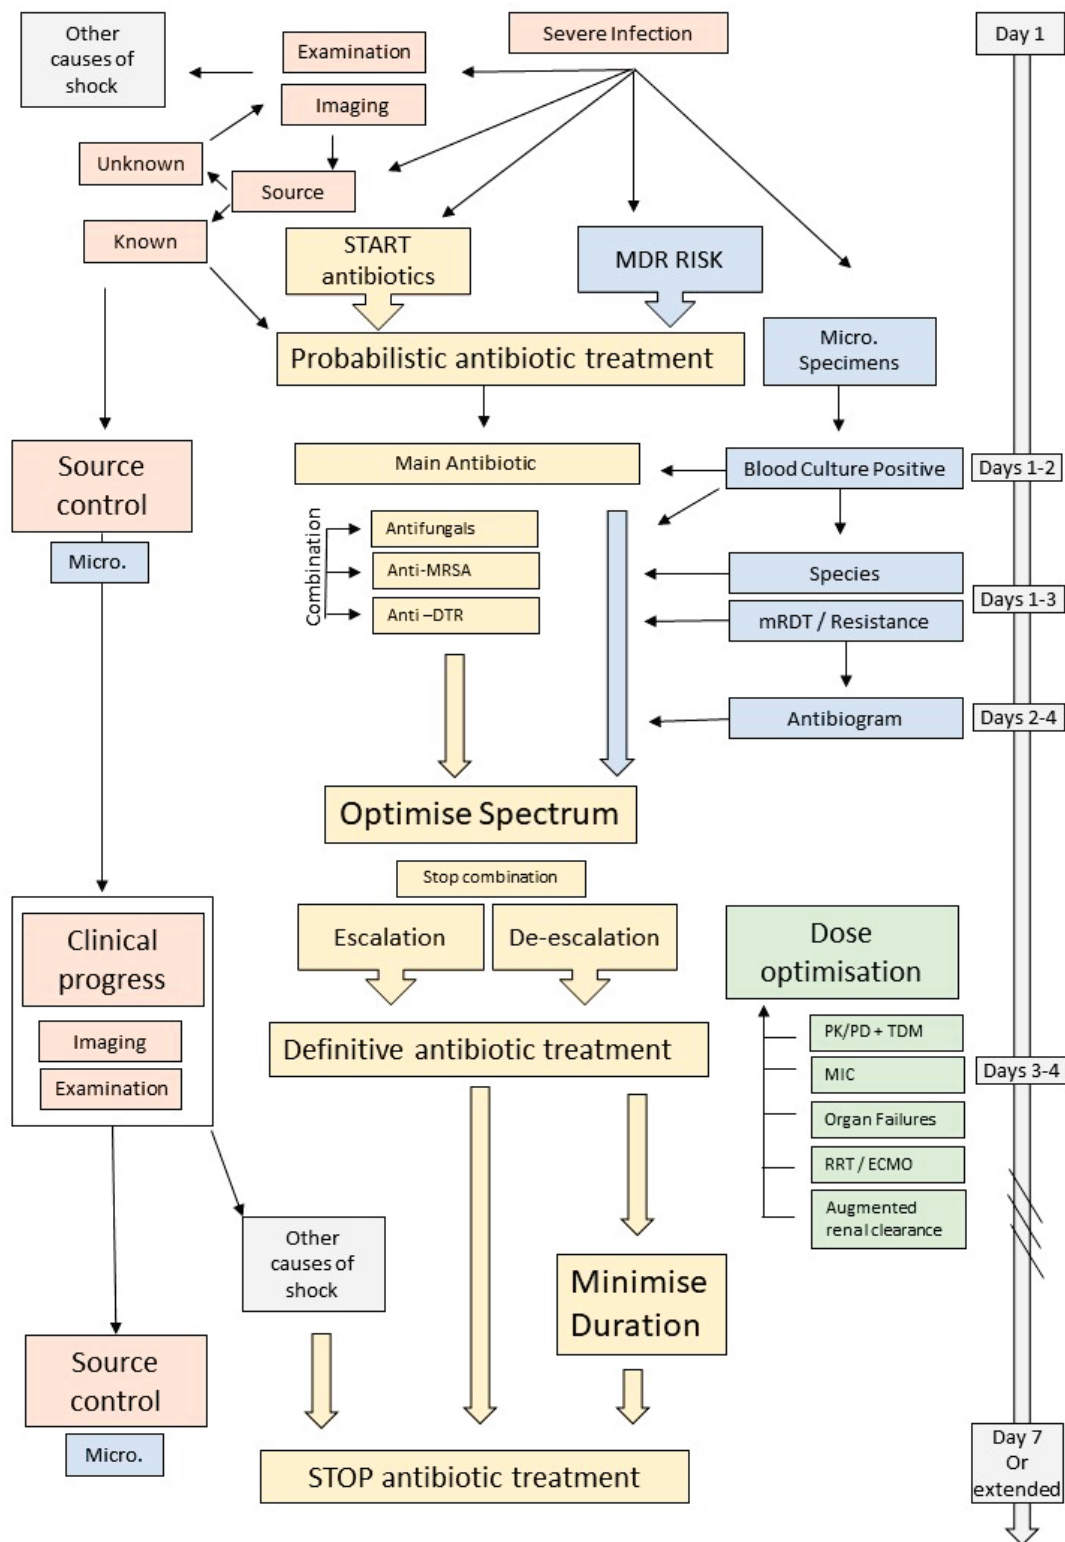 Other
causes of
shock
Examination
Severe Infection
Day 1
Imaging
Unknown
Source
Known
START
antibiotics
MDR RISK
Micro.
Specimens
Probabilistic antibiotic treatment
Source
control
Main Antibiotic
Blood Culture Positive
Days 1-2
Micro.
Combination
Antifungals
Anti-MRSA
Anti –DTR
Species
mRDT / Resistance
Days 1-3
Antibiogram
Days 2-4
Optimise Spectrum
Stop combination
Escalation
De-escalation
Dose
optimisation
Clinical
progress
Imaging
Examination
Definitive antibiotic treatment
PK/PD + TDM
MIC
Organ Failures
RRT / ECMO
Augmented
renal clearance
Days 3-4
Other
causes of
shock
Minimise
Duration
Source
control
Micro.
STOP antibiotic treatment
Day 7
Or
extended